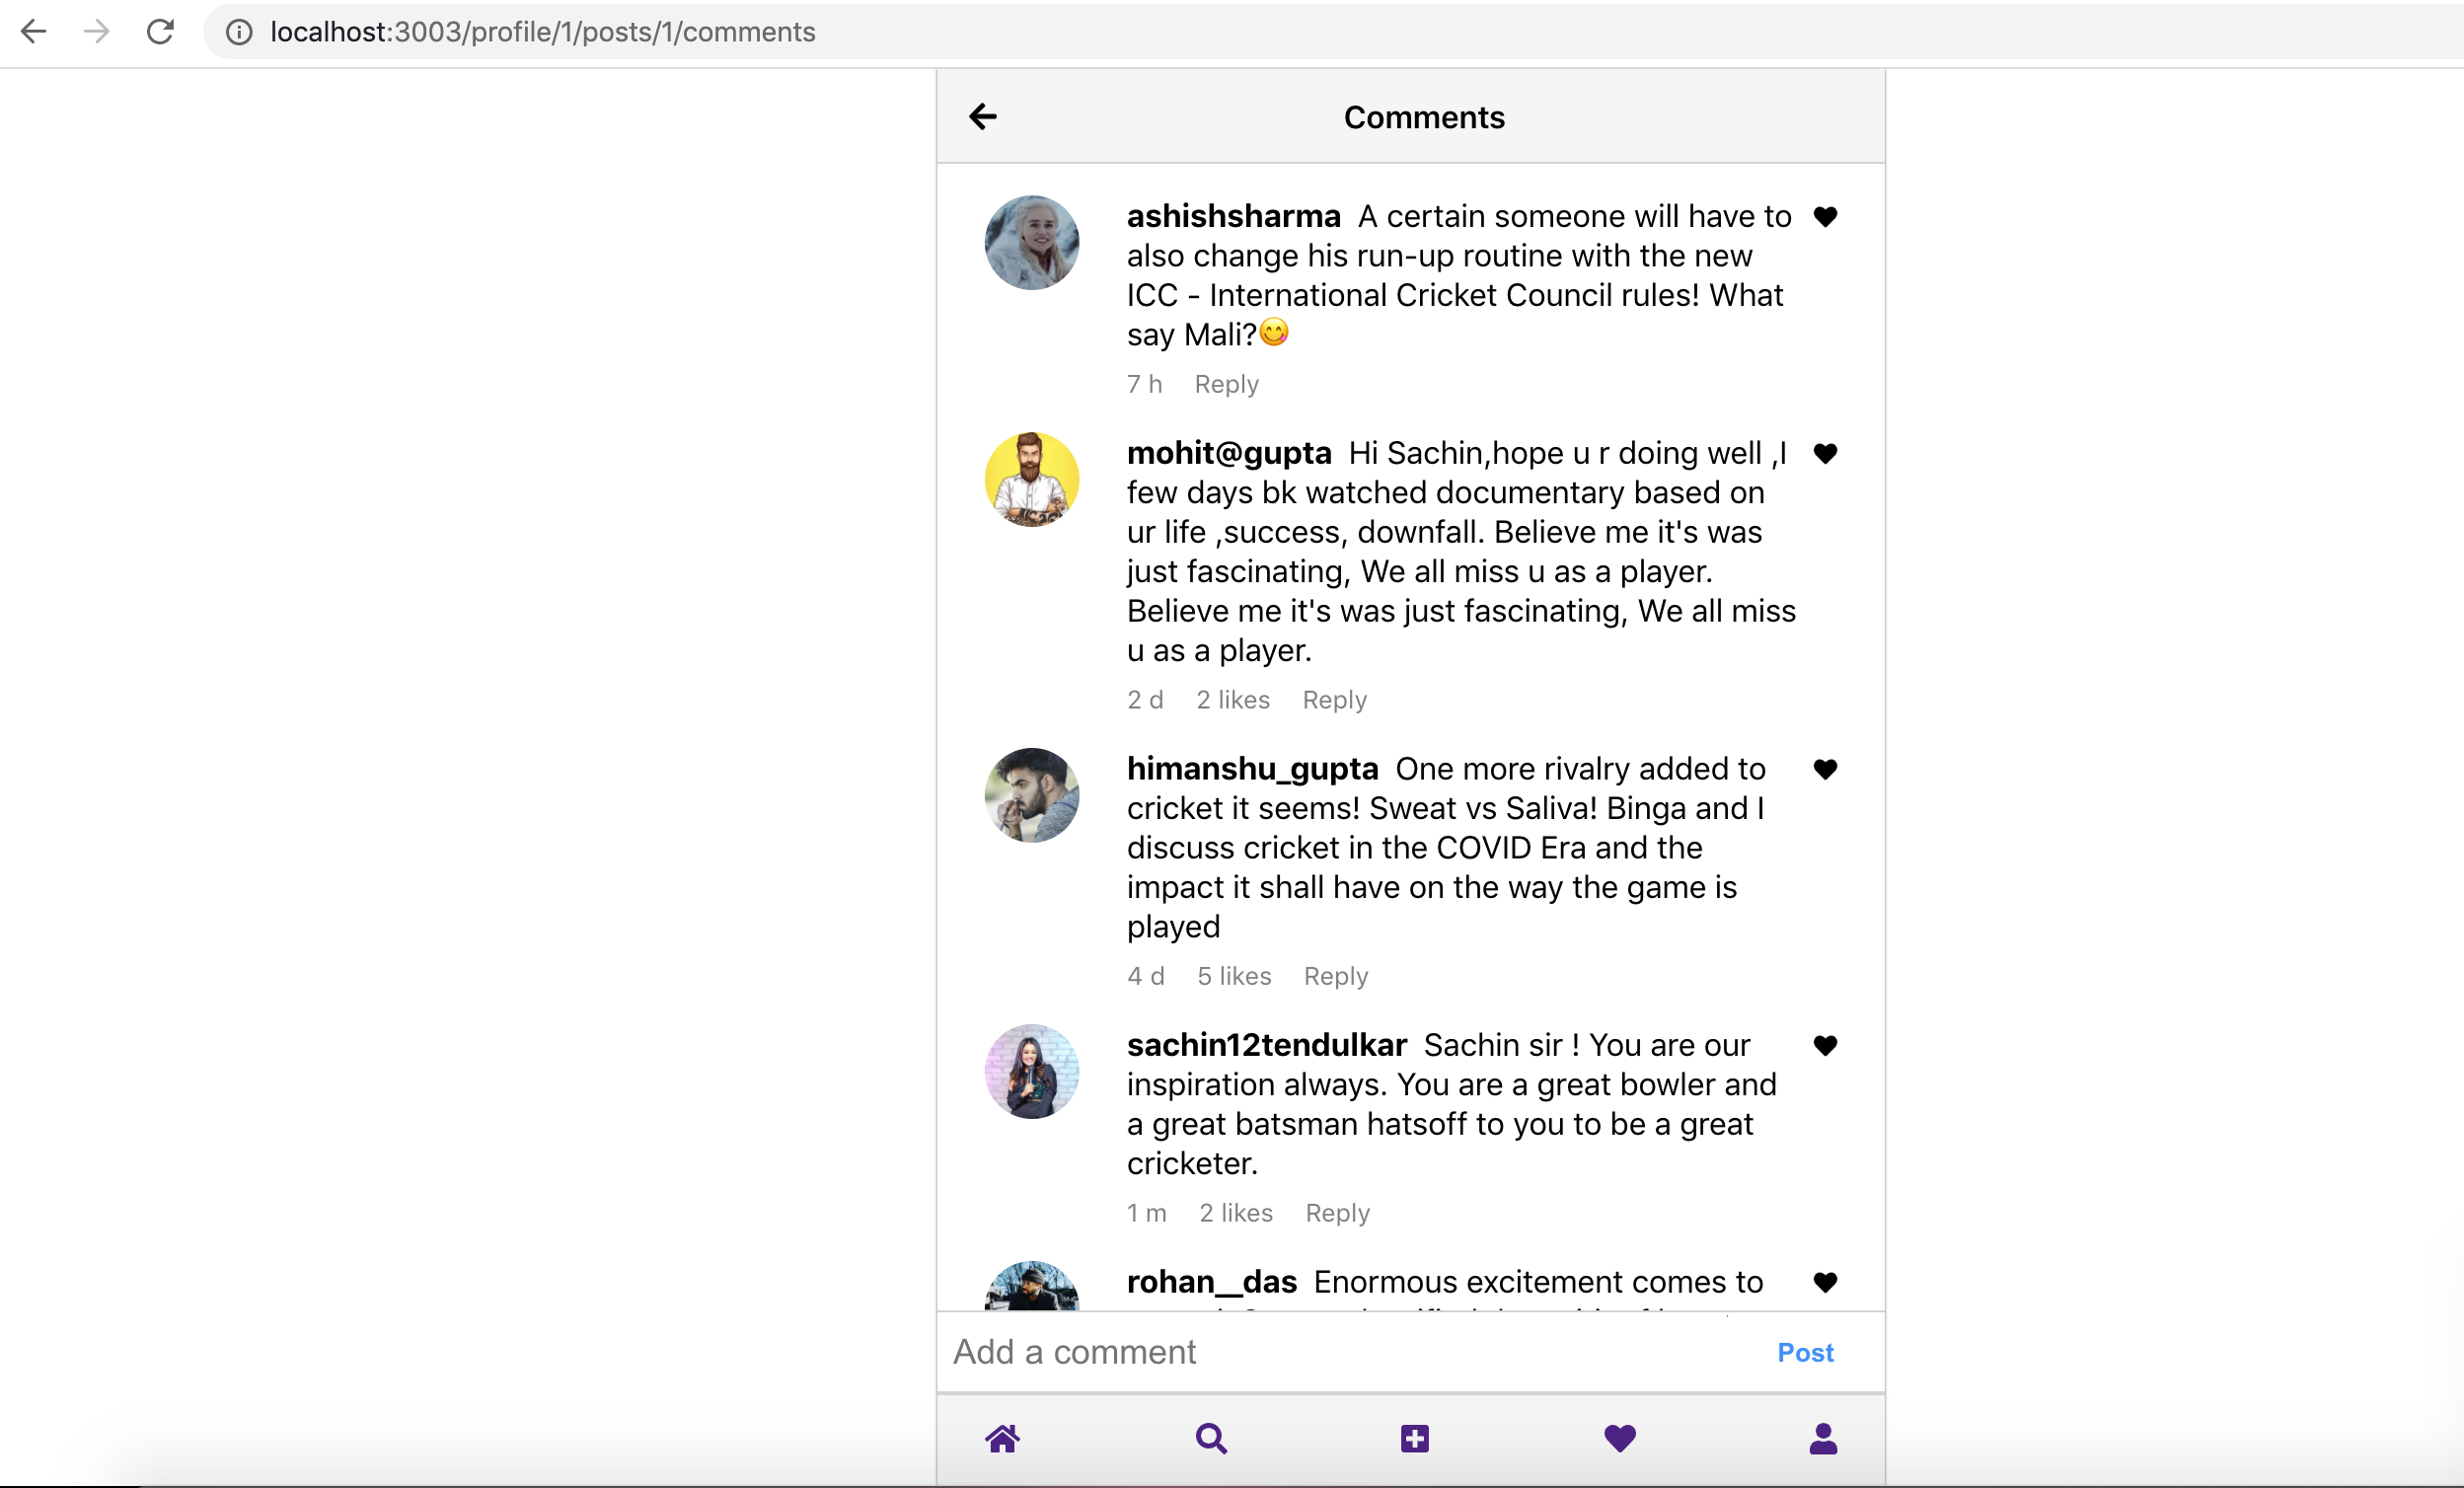 localhost:3003/profile/1/posts/1/comments
Comments
ashishsharma A certain someone will have to
also change his run-up routine with the new
ICC - International Cricket Council rules! What
say Mali?😋
7 h Reply
mohit@gupta Hi Sachin,hope u r doing well ,I
few days bk watched documentary based on
ur life ,success, downfall. Believe me it's was
just fascinating, We all miss u as a player.
Believe me it's was just fascinating, We all miss
u as a player.
2 d 2 likes Reply
himanshu_gupta One more rivalry added to
cricket it seems! Sweat vs Saliva! Binga and I
discuss cricket in the COVID Era and the
impact it shall have on the way the game is
played
4 d 5 likes Reply
sachin12tendulkar Sachin sir ! You are our
inspiration always. You are a great bowler and
a great batsman hatsoff to you to be a great
cricketer.
1 m 2 likes Reply
rohan__das Enormous excitement comes to
Add a comment
Post